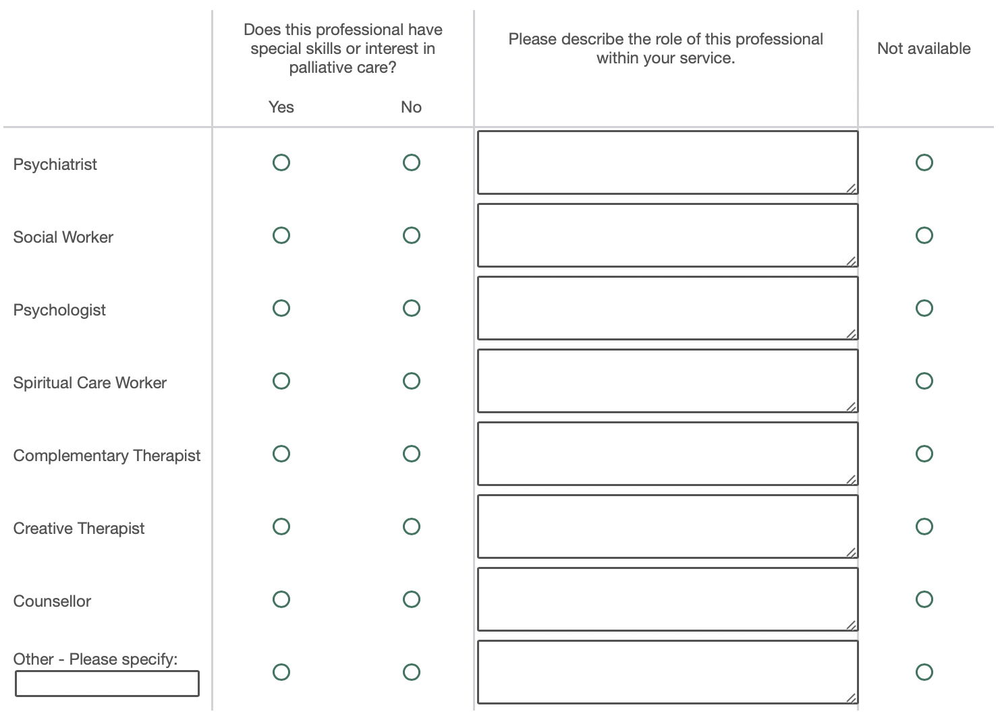 Does this professional have
special skills or interest in
palliative care?
Please describe the role of this professional
within your service.
Not available
Yes No
Psychiatrist
Social Worker
Psychologist
Spiritual Care Worker
Complementary Therapist
Creative Therapist
Counsellor
Other - Please specify: